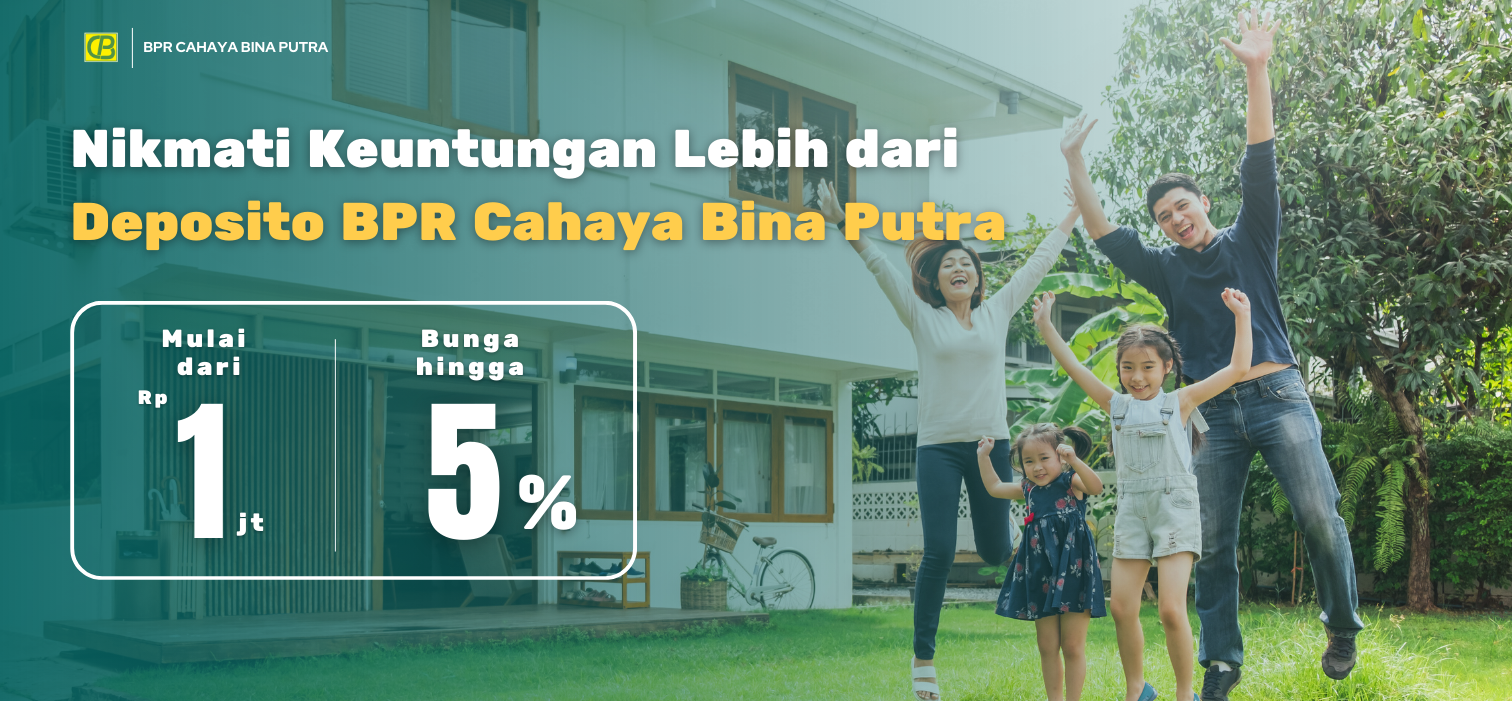 CB
BPR CAHAYA BINA PUTRA
Nikmati Keuntungan Lebih dari
Deposito BPR Cahaya Bina Putra
Mulai
dari
Rp
1
jt
Bunga
hingga
5
%